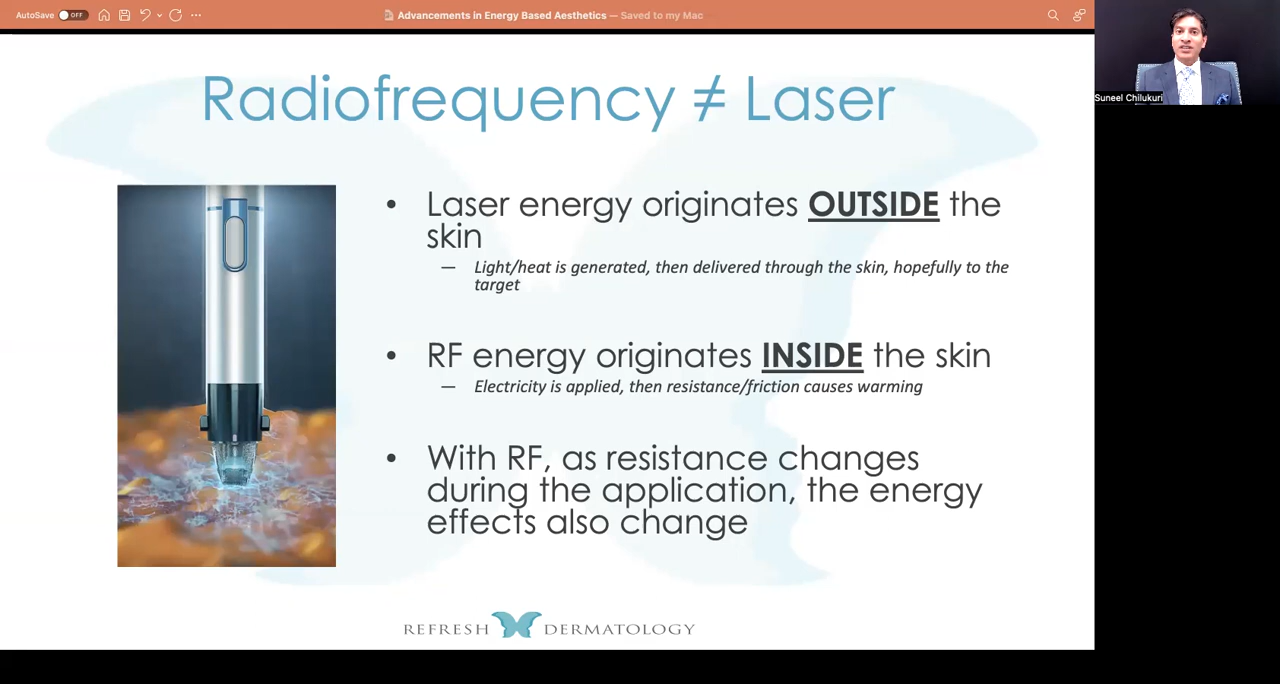 AutoSave OFF
Advancements in Energy Based Aesthetics — Saved to my Mac
Suneel Chilukuri
Radiofrequency ≠ Laser
• Laser energy originates OUTSIDE the
skin
— Light/heat is generated, then delivered through the skin, hopefully to the
target
• RF energy originates INSIDE the skin
— Electricity is applied, then resistance/friction causes warming
• With RF, as resistance changes
during the application, the energy
effects also change
REFRESH DERMATOLOGY